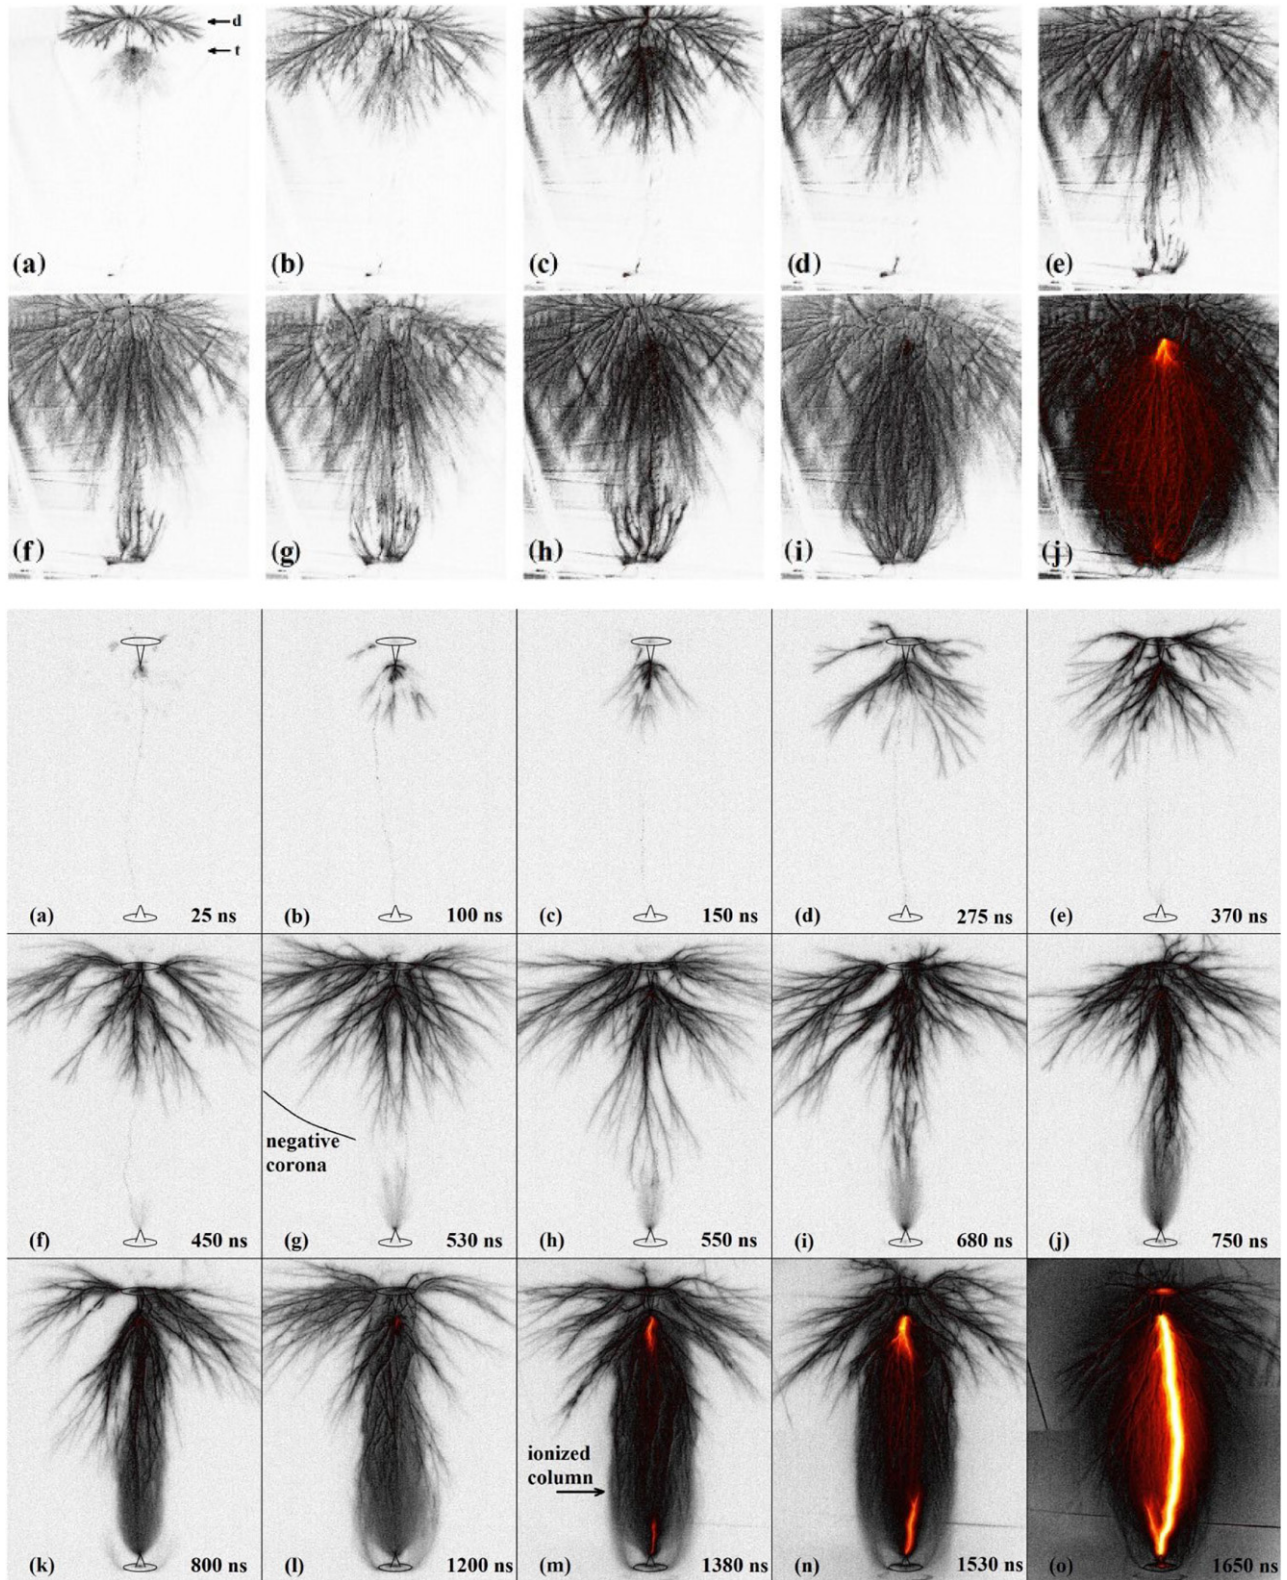 d
t
(a)
(b)
(c)
(d)
(e)
(f)
(g)
(h)
(i)
(j)
(a) 25 ns
(b) 100 ns
(c) 150 ns
(d) 275 ns
(e) 370 ns
(f) 450 ns
negative
corona
(g) 530 ns
(h) 550 ns
(i) 680 ns
(j) 750 ns
(k) 800 ns
(l) 1200 ns
ionized
column
(m) 1380 ns
(n) 1530 ns
(o) 1650 ns